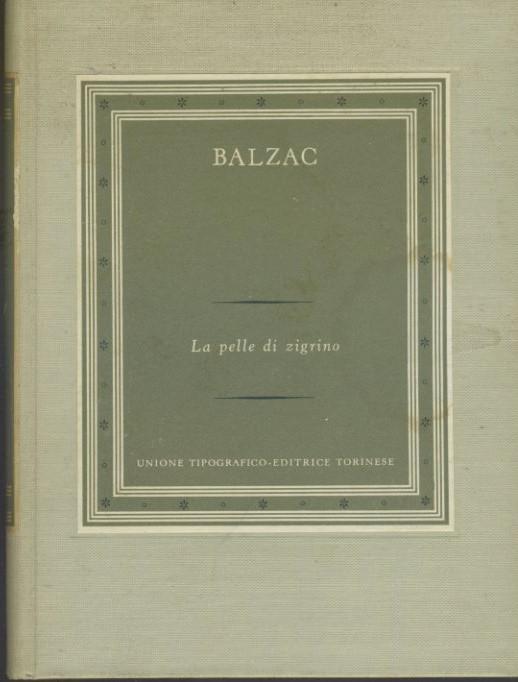 BALZAC
La pelle di zigrino
UNIONE TIPOGRAFICO-EDITRICE TORINESE